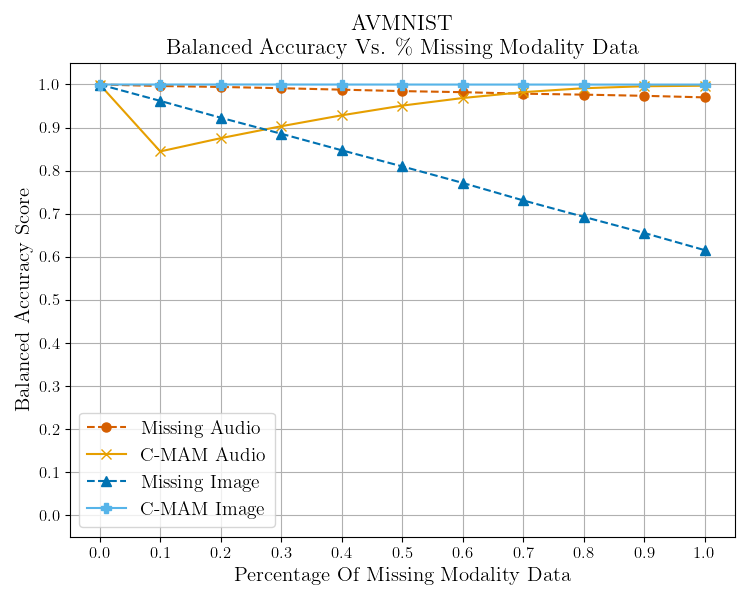 AVMNIST
Balanced Accuracy Vs. % Missing Modality Data
Balanced Accuracy Score
1.0
0.9
0.8
0.7
0.6
0.5
0.4
0.3
0.2
0.1
0.0
Missing Audio
C-MAM Audio
Missing Image
C-MAM Image
0.0 0.1 0.2 0.3 0.4 0.5 0.6 0.7 0.8 0.9 1.0
Percentage Of Missing Modality Data